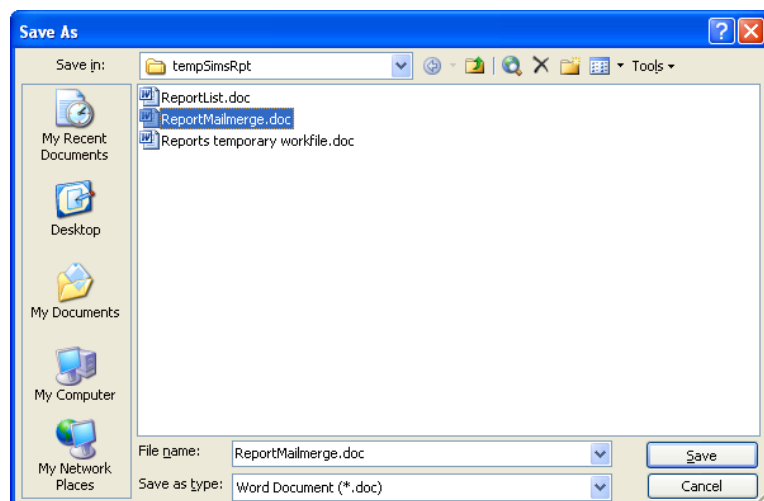 Save As
Save in:
tempSimsRpt
Tools
My Recent
Documents
Desktop
My Documents
My Computer
My Network
Places
ReportList.doc
ReportMailmerge.doc
Reports temporary workfile.doc
File name:
ReportMailmerge.doc
Save
Save as type:
Word Document (*.doc)
Cancel